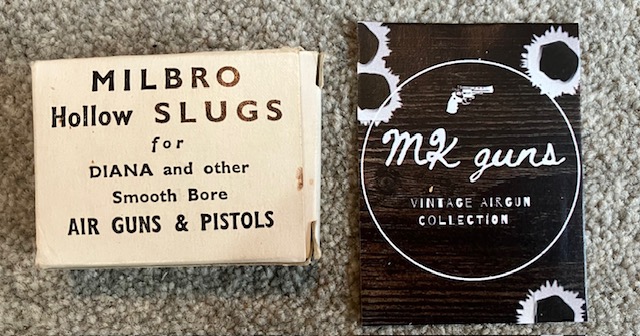 MILBRO
Hollow SLUGS
for
DIANA and other
Smooth Bore
AIR GUNS & PISTOLS
MK guns
VINTAGE AIRGUN
COLLECTION